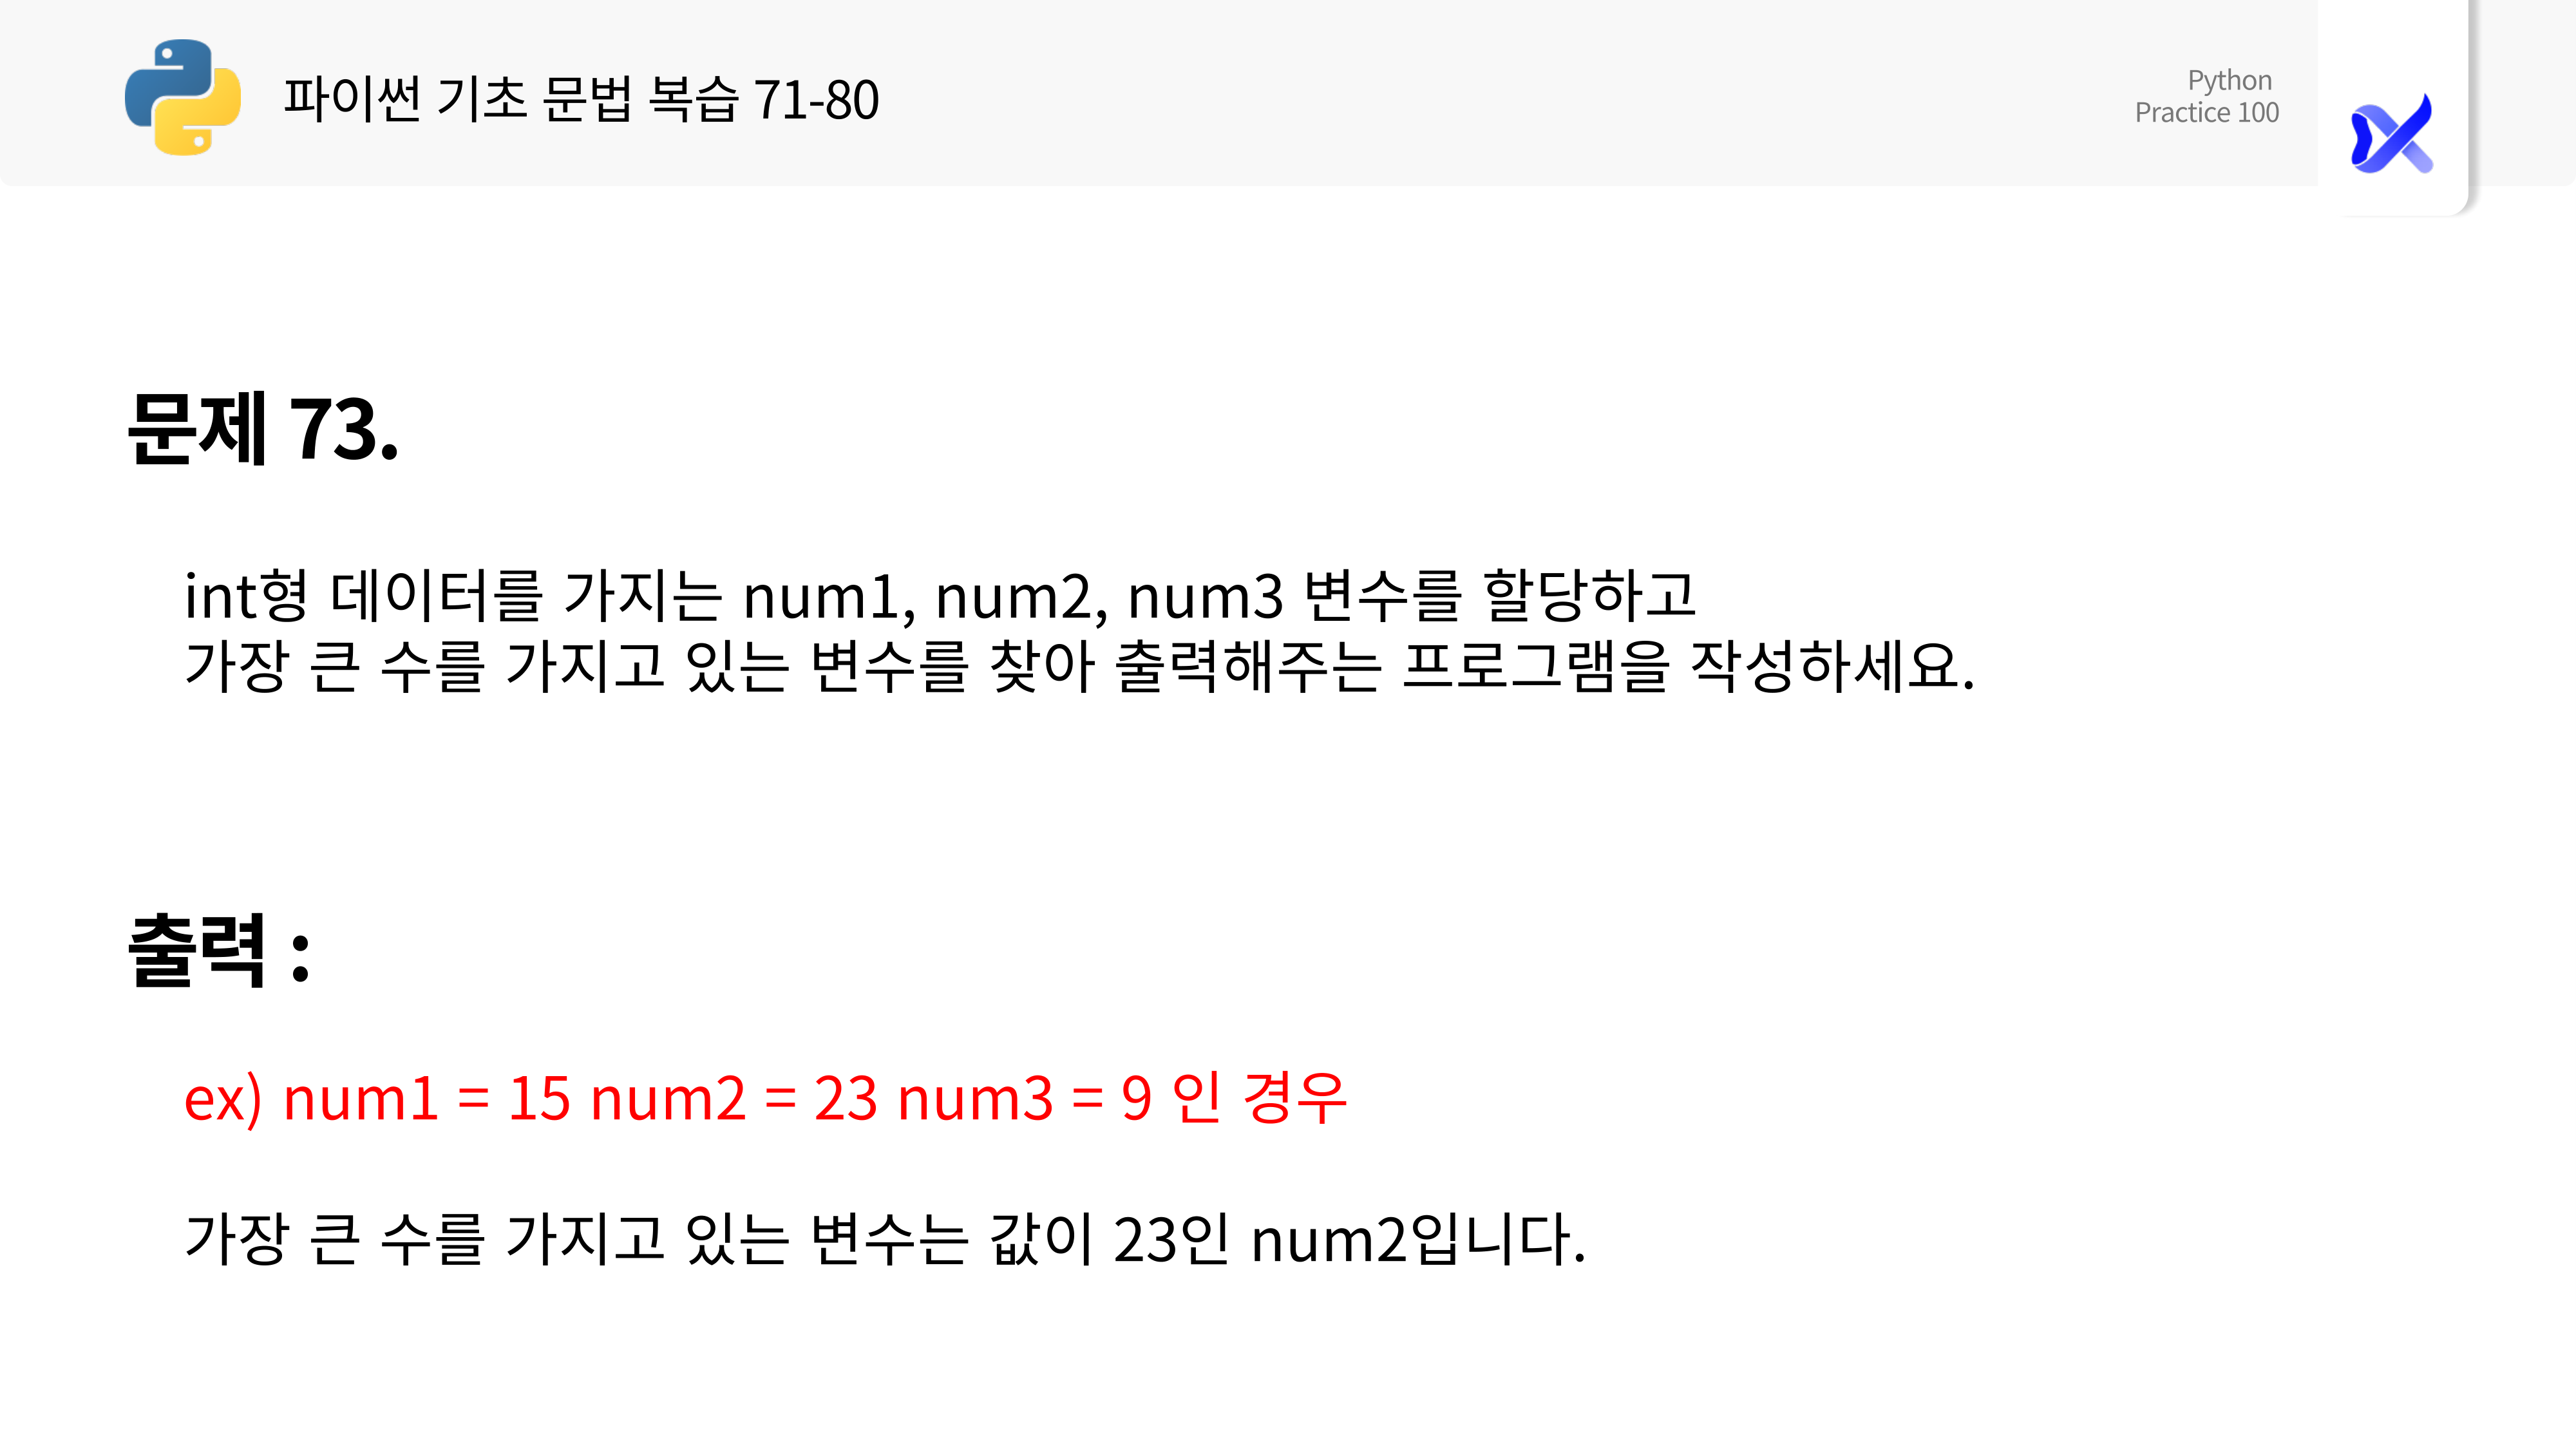 파이썬 기초 문법 복습 71-80
Python
Practice 100
문제 73.
int형 데이터를 가지는 num1, num2, num3 변수를 할당하고
가장 큰 수를 가지고 있는 변수를 찾아 출력해주는 프로그램을 작성하세요.
출력 :
ex) num1 = 15 num2 = 23 num3 = 9 인 경우
가장 큰 수를 가지고 있는 변수는 값이 23인 num2입니다.